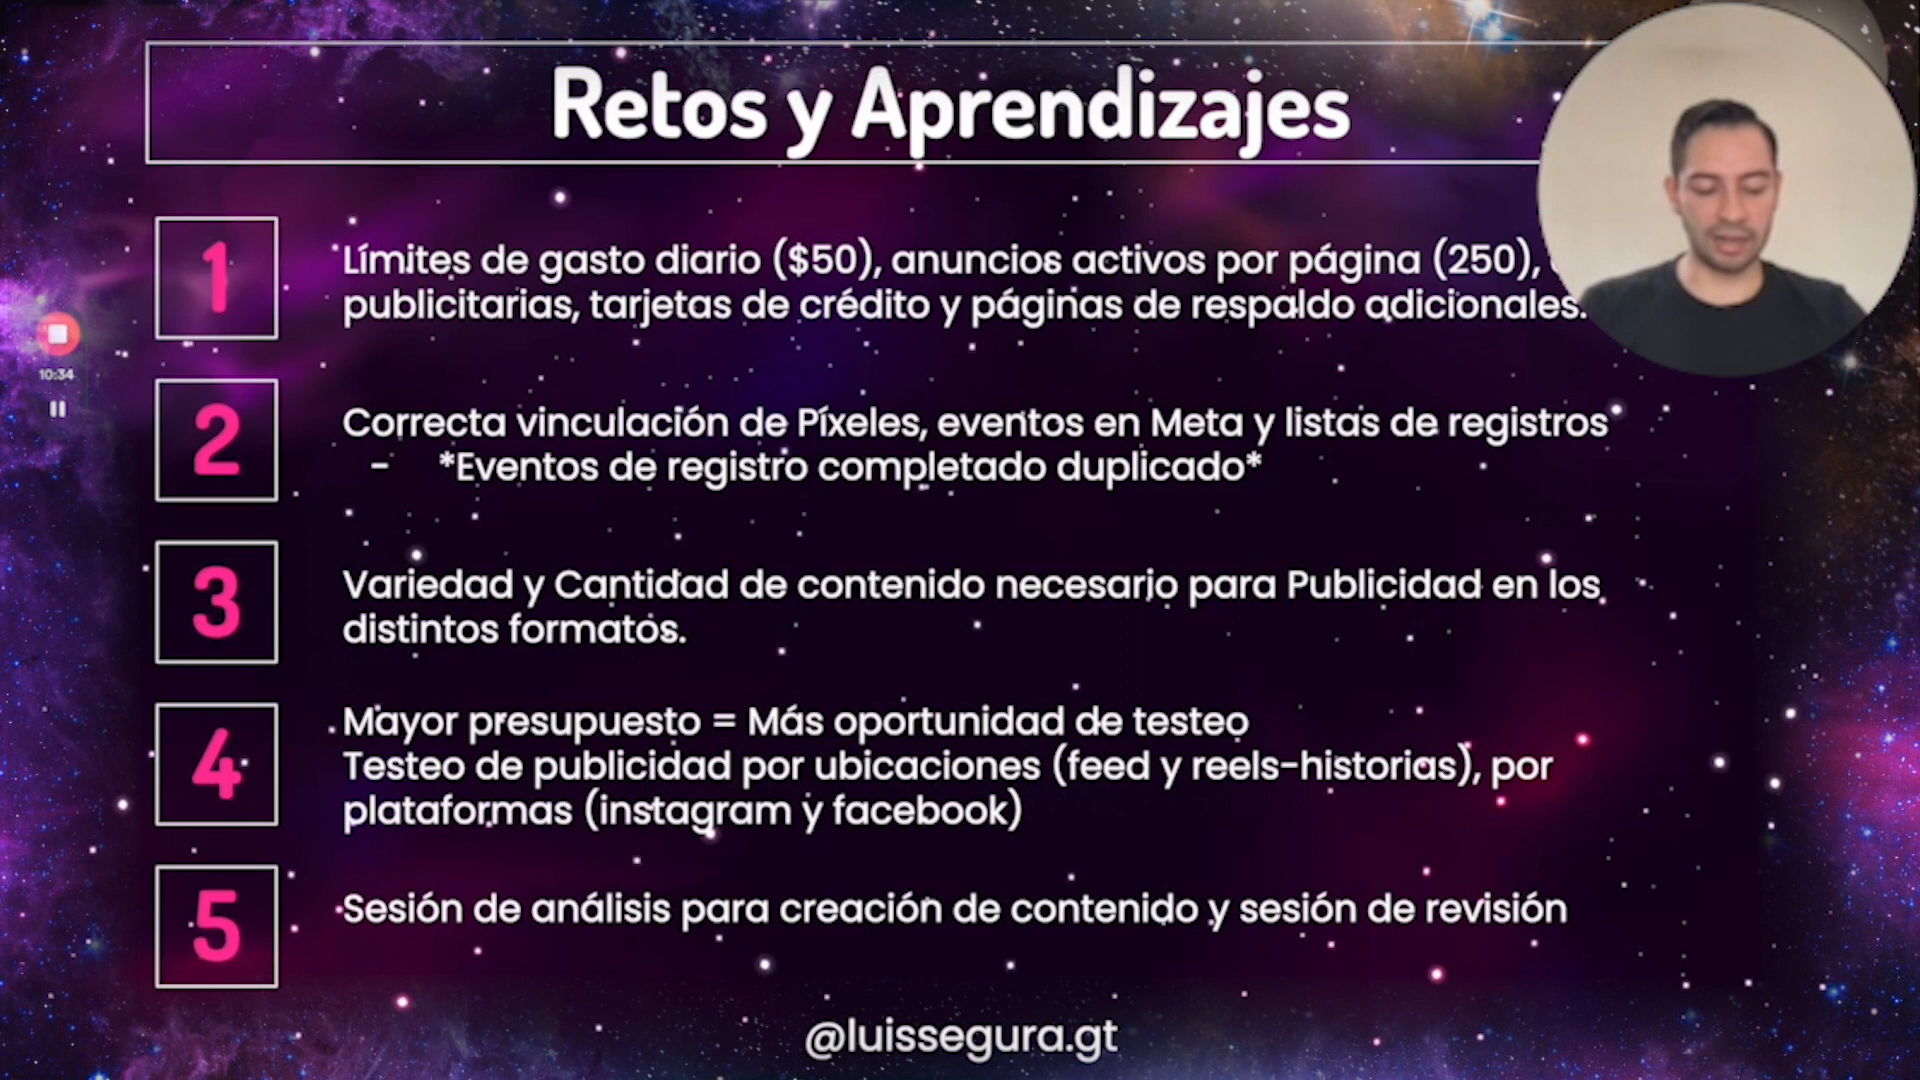 Retos y Aprendizajes
1
Límites de gasto diario ($50), anuncios activos por página (250),
publicitarias, tarjetas de crédito y páginas de respaldo adicionales.
10:34
2
Correcta vinculación de Píxeles, eventos en Meta y listas de registros
- *Eventos de registro completado duplicado*
3
Variedad y Cantidad de contenido necesario para Publicidad en los
distintos formatos.
4
Mayor presupuesto = Más oportunidad de testeo
Testeo de publicidad por ubicaciones (feed y reels-historias), por
plataformas (instagram y facebook)
5
Sesión de análisis para creación de contenido y sesión de revisión
@luissegura.gt